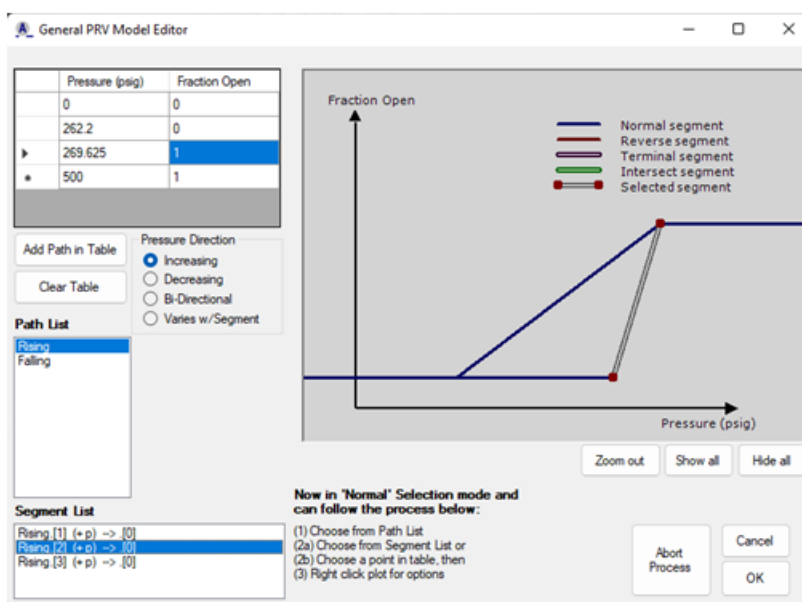 General PRV Model Editor
Pressure (psig) Fraction Open
0 0
262.2 0
269.625 1
500 1
Add Path in Table
Clear Table
Pressure Direction
Increasing
Decreasing
Bi-Directional
Varies w/Segment
Path List
Rising
Falling
Segment List
Rising.[1] (+p) --> .[0]
Rising.[2] (+p) --> .[0]
Rising.[3] (+p) --> .[0]
Fraction Open
Normal segment
Reverse segment
Terminal segment
Intersect segment
Selected segment
Pressure (psig)
Zoom out Show all Hide all
Now in 'Normal' Selection mode and
can follow the process below:
(1) Choose from Path List
(2a) Choose from Segment List or
(2b) Choose a point in table, then
(3) Right click plot for options
Abort
Process
Cancel
OK